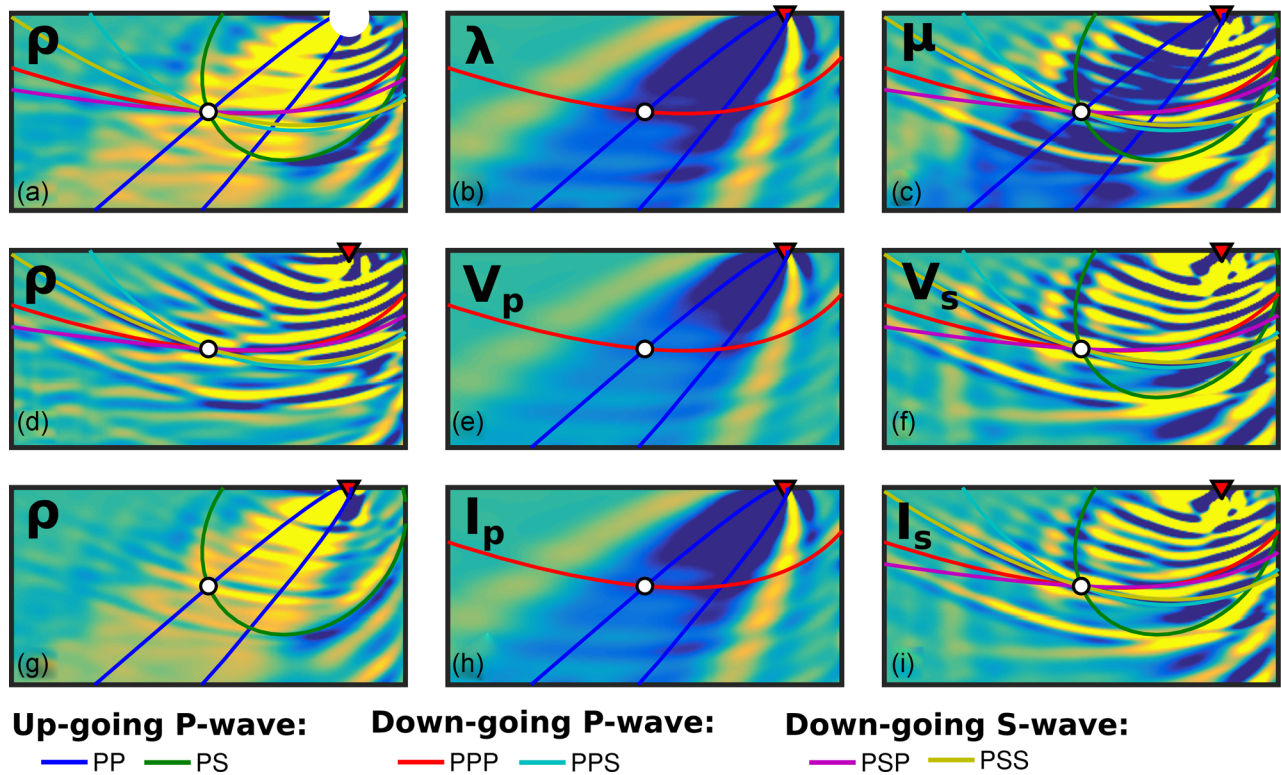 ρ λ μ
(a) (b) (c)
ρ Vp Vs
(d) (e) (f)
ρ Ip Is
(g) (h) (i)
Up-going P-wave: Down-going P-wave: Down-going S-wave:
PP PS PPP PPS PSP PSS